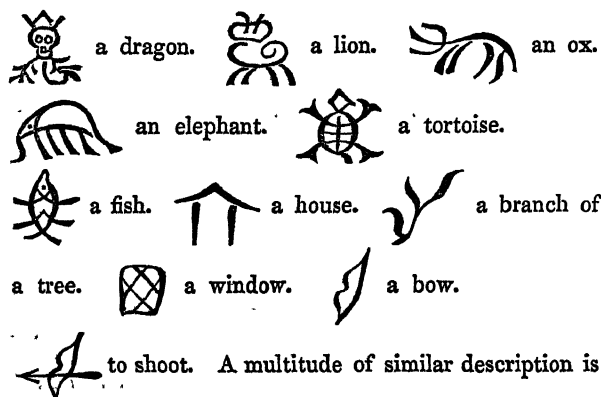 a dragon. a lion. an ox.
an elephant. a tortoise.
a fish. a house. a branch of
a tree. a window. a bow.
to shoot. A multitude of similar description is